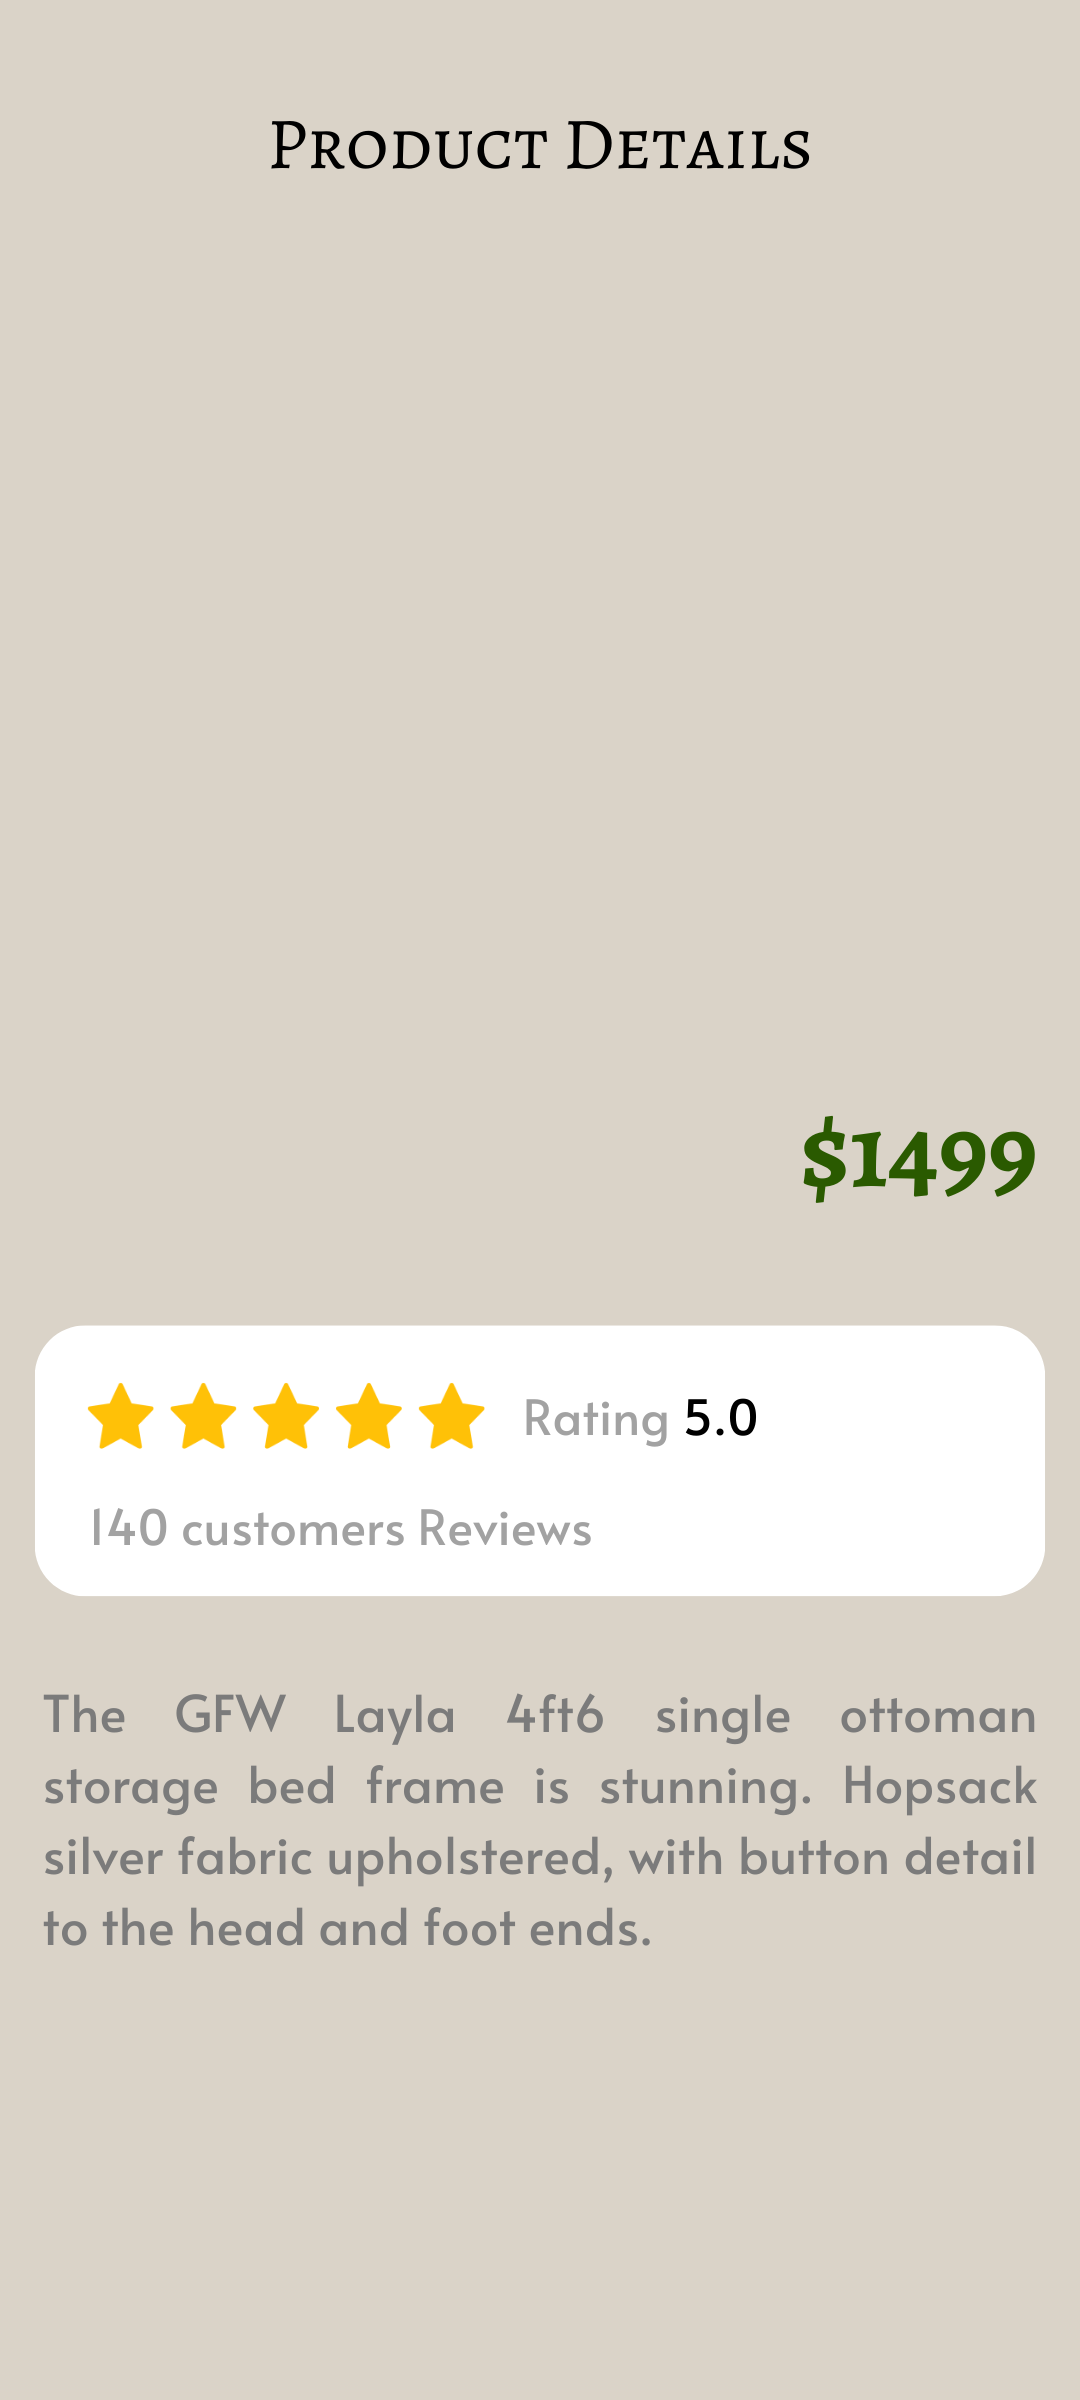 Product Details
$1499
Rating 5.0
140 customers Reviews
The GFW Layla 4ft6 single ottoman
storage bed frame is stunning. Hopsack
silver fabric upholstered, with button detail
to the head and foot ends.